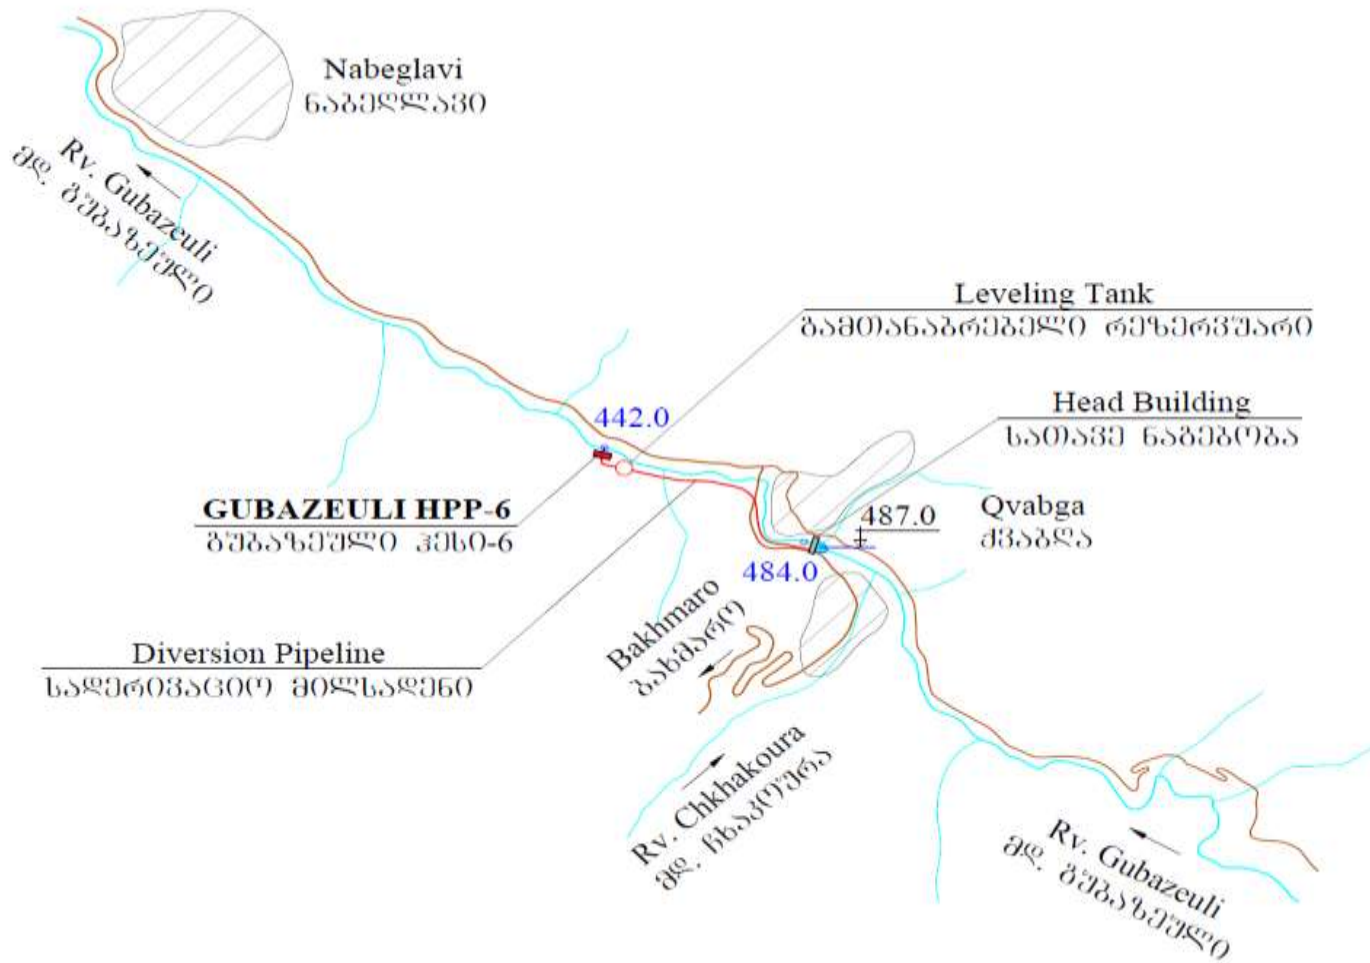 Nabeglavi
ნაბეღლავი
Rv. Gubazeuli
მდ. გუბაზეული
Leveling Tank
გამთანაბრებელი რეზერვუარი
Head Building
სათავე ნაგებობა
442.0
GUBAZEULI HPP-6
გუბაზეული ჰესი-6
487.0
Qvabga
ქვაბღა
484.0
Bakhmaro
ბახმარო
Diversion Pipeline
სადერივაციო მილსადენი
Rv. Chkhakoura
მდ. ჩხაკოურა
Rv. Gubazeuli
მდ. გუბაზეული